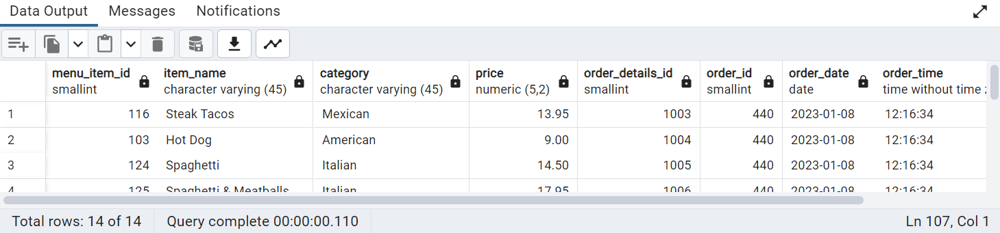 Data Output Messages Notifications
menu_item_id item_name category price order_details_id order_id order_date order_time
smallint character varying (45) character varying (45) numeric (5,2) smallint smallint date time without time z
1 116 Steak Tacos Mexican 13.95 1003 440 2023-01-08 12:16:34
2 103 Hot Dog American 9.00 1004 440 2023-01-08 12:16:34
3 124 Spaghetti Italian 14.50 1005 440 2023-01-08 12:16:34
4 125 Spaghetti & Meatballs Italian 17.95 1006 440 2023-01-08 12:16:34
Total rows: 14 of 14 Query complete 00:00:00.110 Ln 107, Col 1